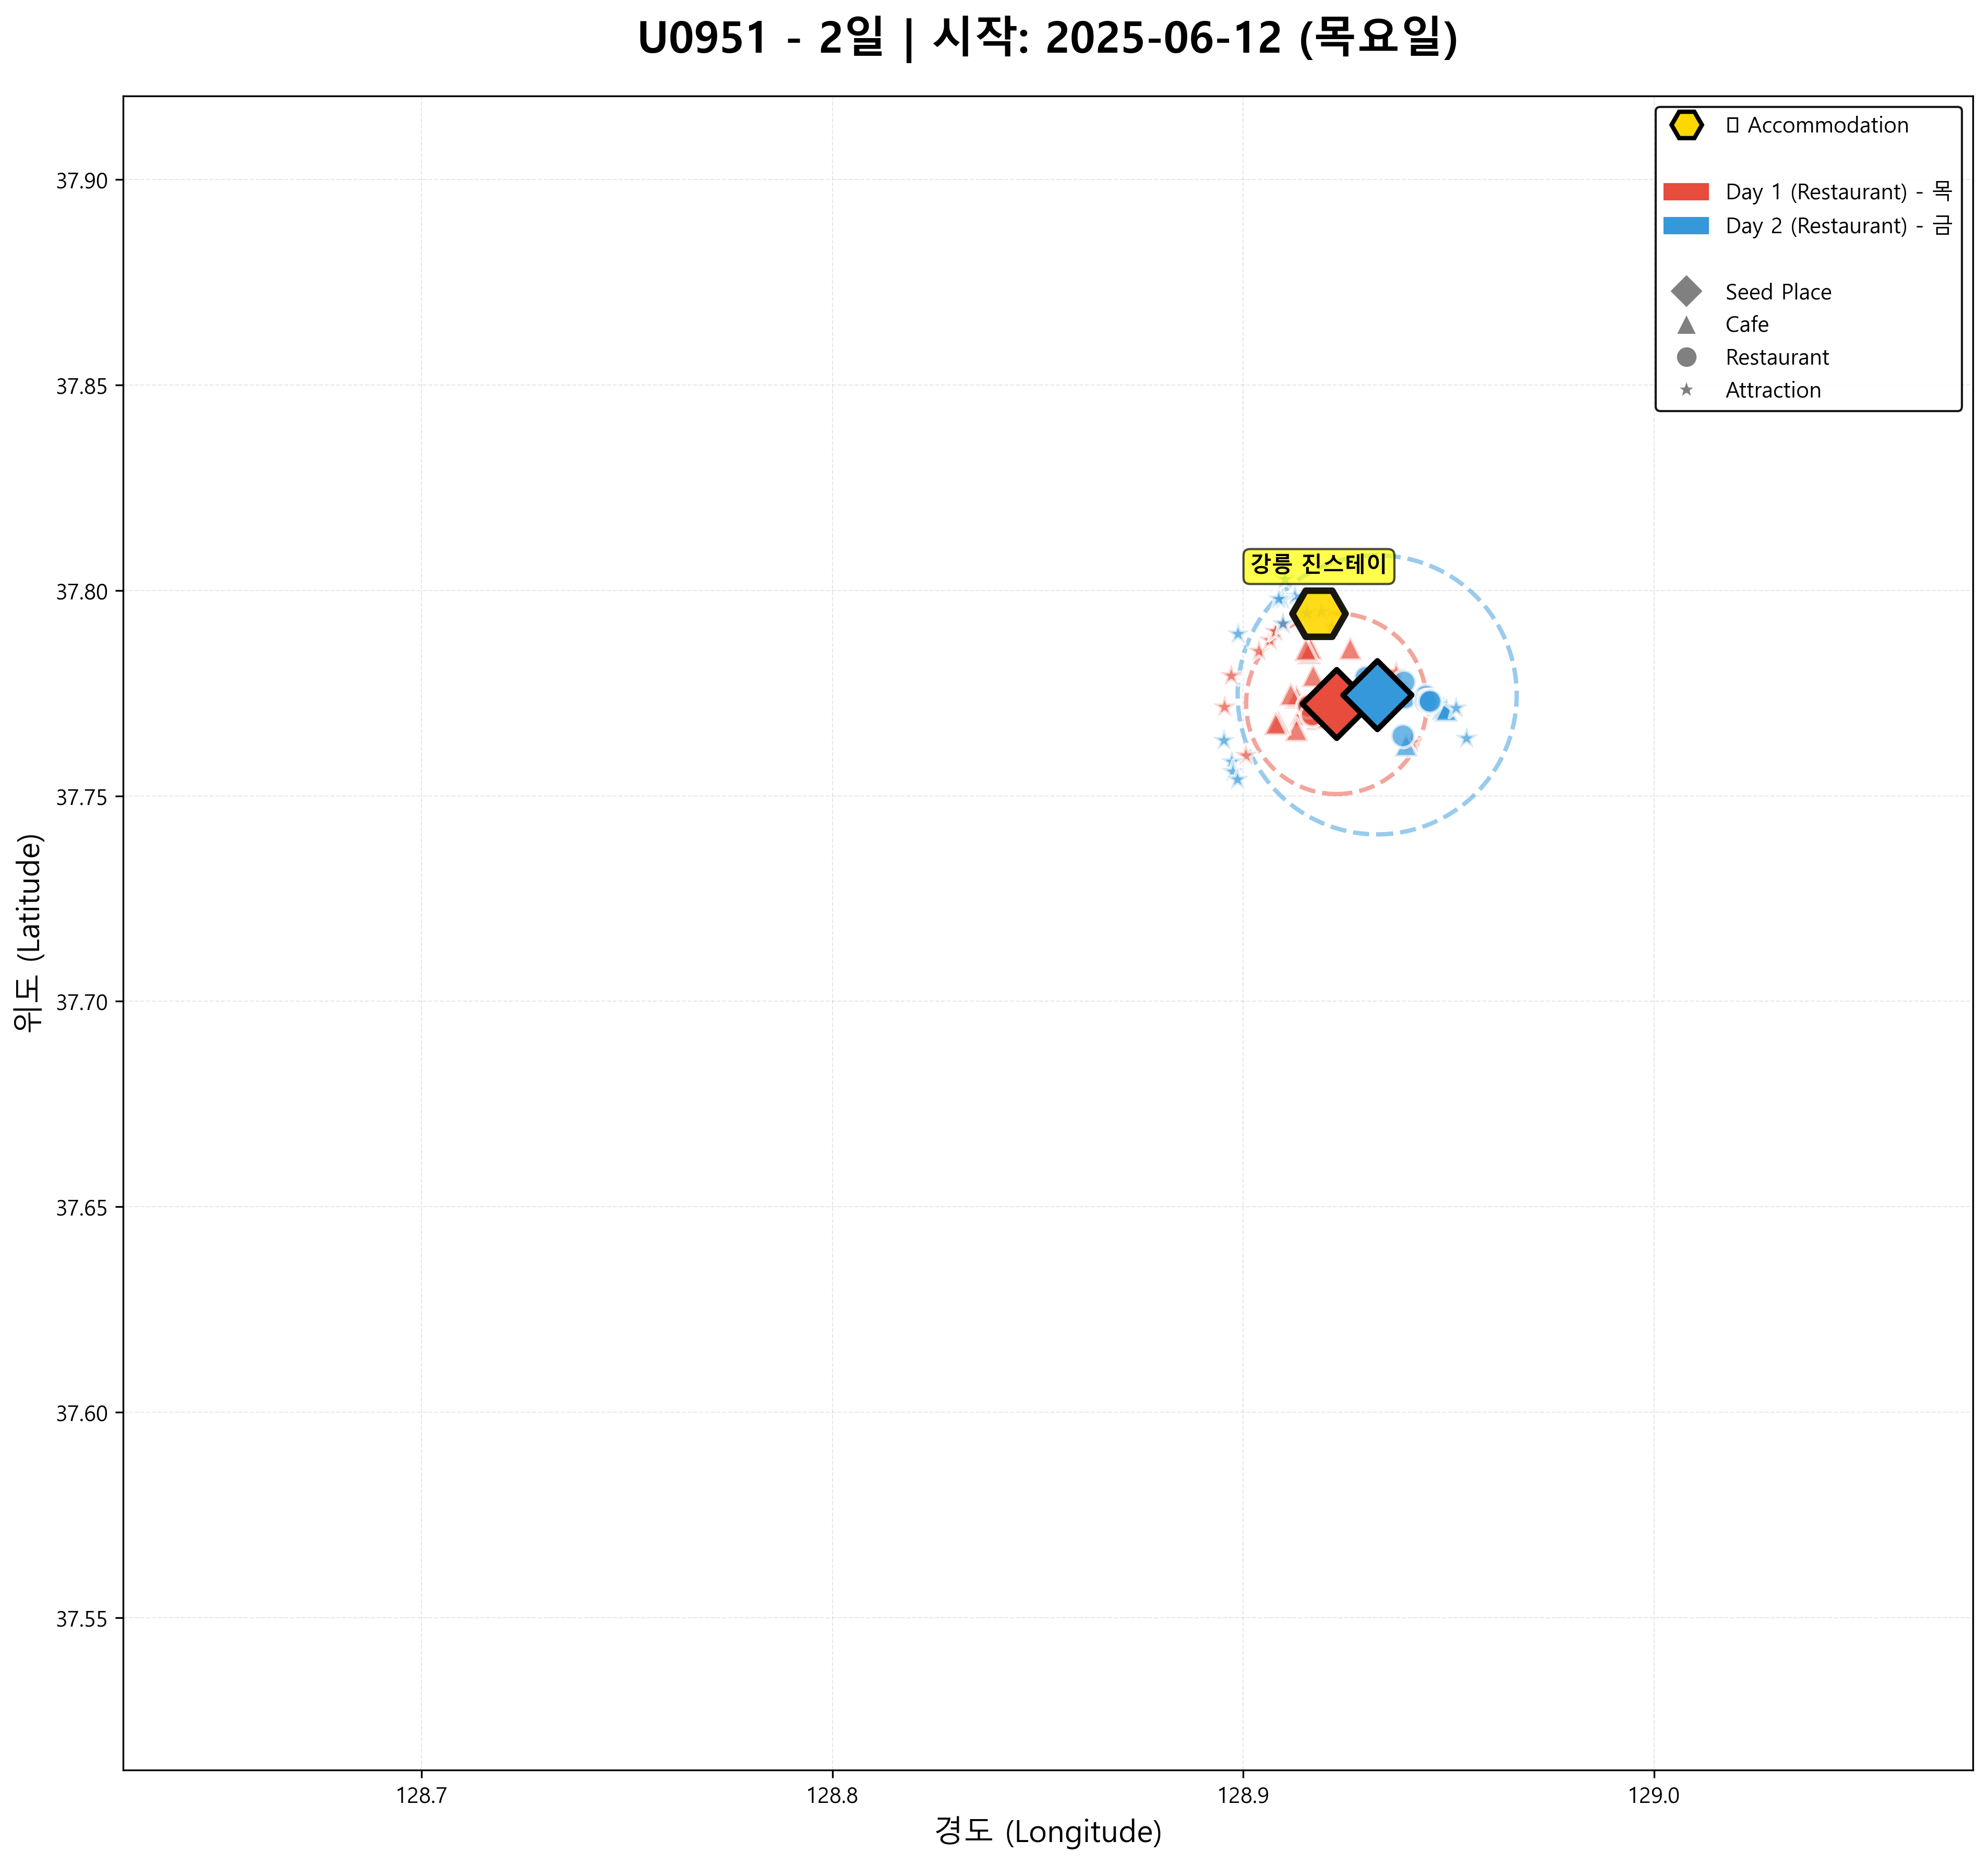 U0951 - 2일 | 시작: 2025-06-12 (목요일)
▯ Accommodation
Day 1 (Restaurant) - 목
Day 2 (Restaurant) - 금
Seed Place
Cafe
Restaurant
Attraction
강릉 진스테이
37.90
37.85
37.80
37.75
37.70
37.65
37.60
37.55
위도 (Latitude)
128.7 128.8 128.9 129.0
경도 (Longitude)